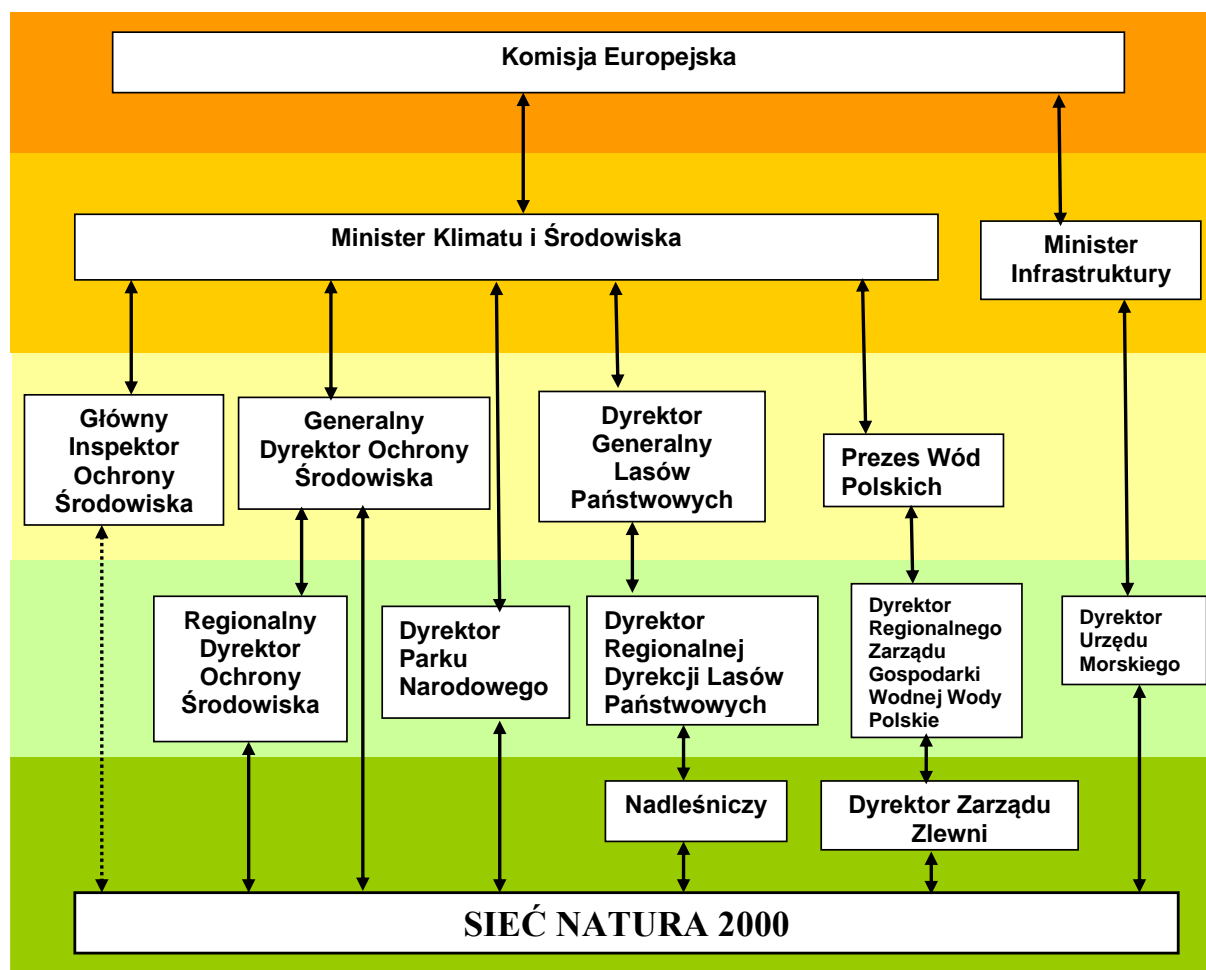 Komisja Europejska
Minister Klimatu i Środowiska
Minister
Infrastruktury
Główny
Inspektor
Ochrony
Środowiska
Generalny
Dyrektor Ochrony
Środowiska
Dyrektor
Generalny
Lasów
Państwowych
Prezes Wód
Polskich
Regionalny
Dyrektor
Ochrony
Środowiska
Dyrektor
Parku
Narodowego
Dyrektor
Regionalnej
Dyrekcji Lasów
Państwowych
Dyrektor
Regionalnego
Zarządu
Gospodarki
Wodnej Wody
Polskie
Dyrektor
Urzędu
Morskiego
Nadleśniczy
Dyrektor Zarządu
Zlewni
SIEĆ NATURA 2000